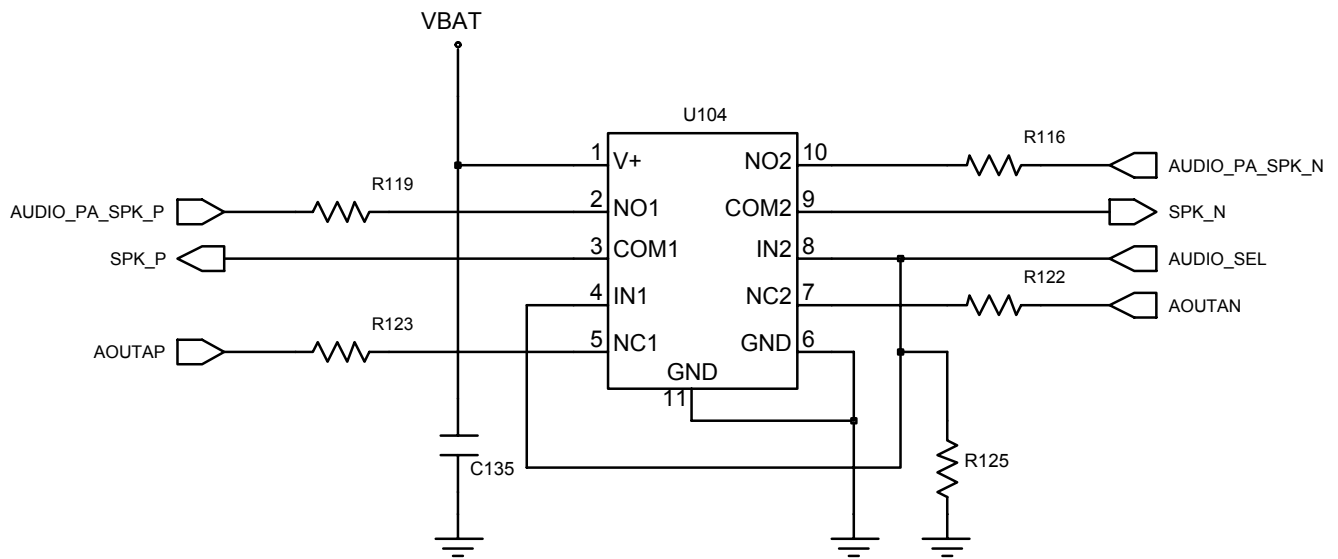 VBAT
U104
1 V+ NO2 10 R116 AUDIO_PA_SPK_N
AUDIO_PA_SPK_P R119 2 NO1 COM2 9 SPK_N
SPK_P 3 COM1 IN2 8 AUDIO_SEL
4 IN1 NC2 7 R122 AOUTAN
AOUTAP R123 5 NC1 GND 6
GND
11
C135
R125